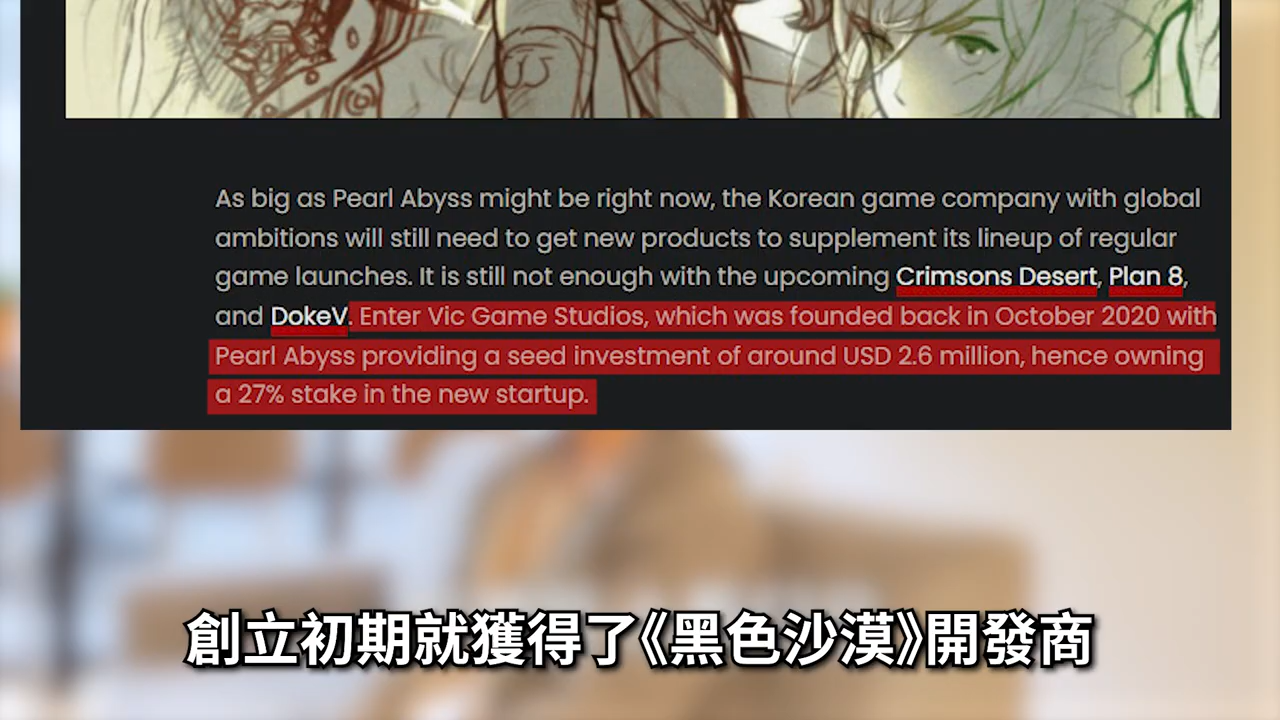 As big as Pearl Abyss might be right now, the Korean game company with global
ambitions will still need to get new products to supplement its lineup of regular
game launches. It is still not enough with the upcoming Crimsons Desert, Plan 8,
and DokeV. Enter Vic Game Studios, which was founded back in October 2020 with
Pearl Abyss providing a seed investment of around USD 2.6 million, hence owning
a 27% stake in the new startup.
創立初期就獲得了《黑色沙漠》開發商